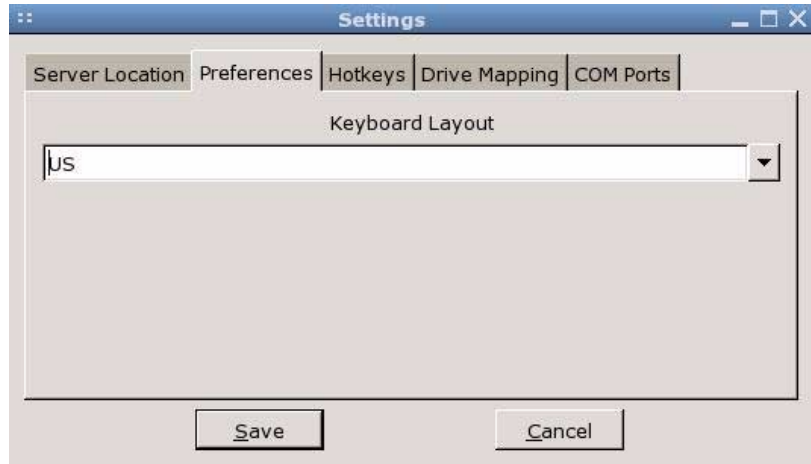 Settings
Server Location Preferences Hotkeys Drive Mapping COM Ports
Keyboard Layout
US
Save Cancel